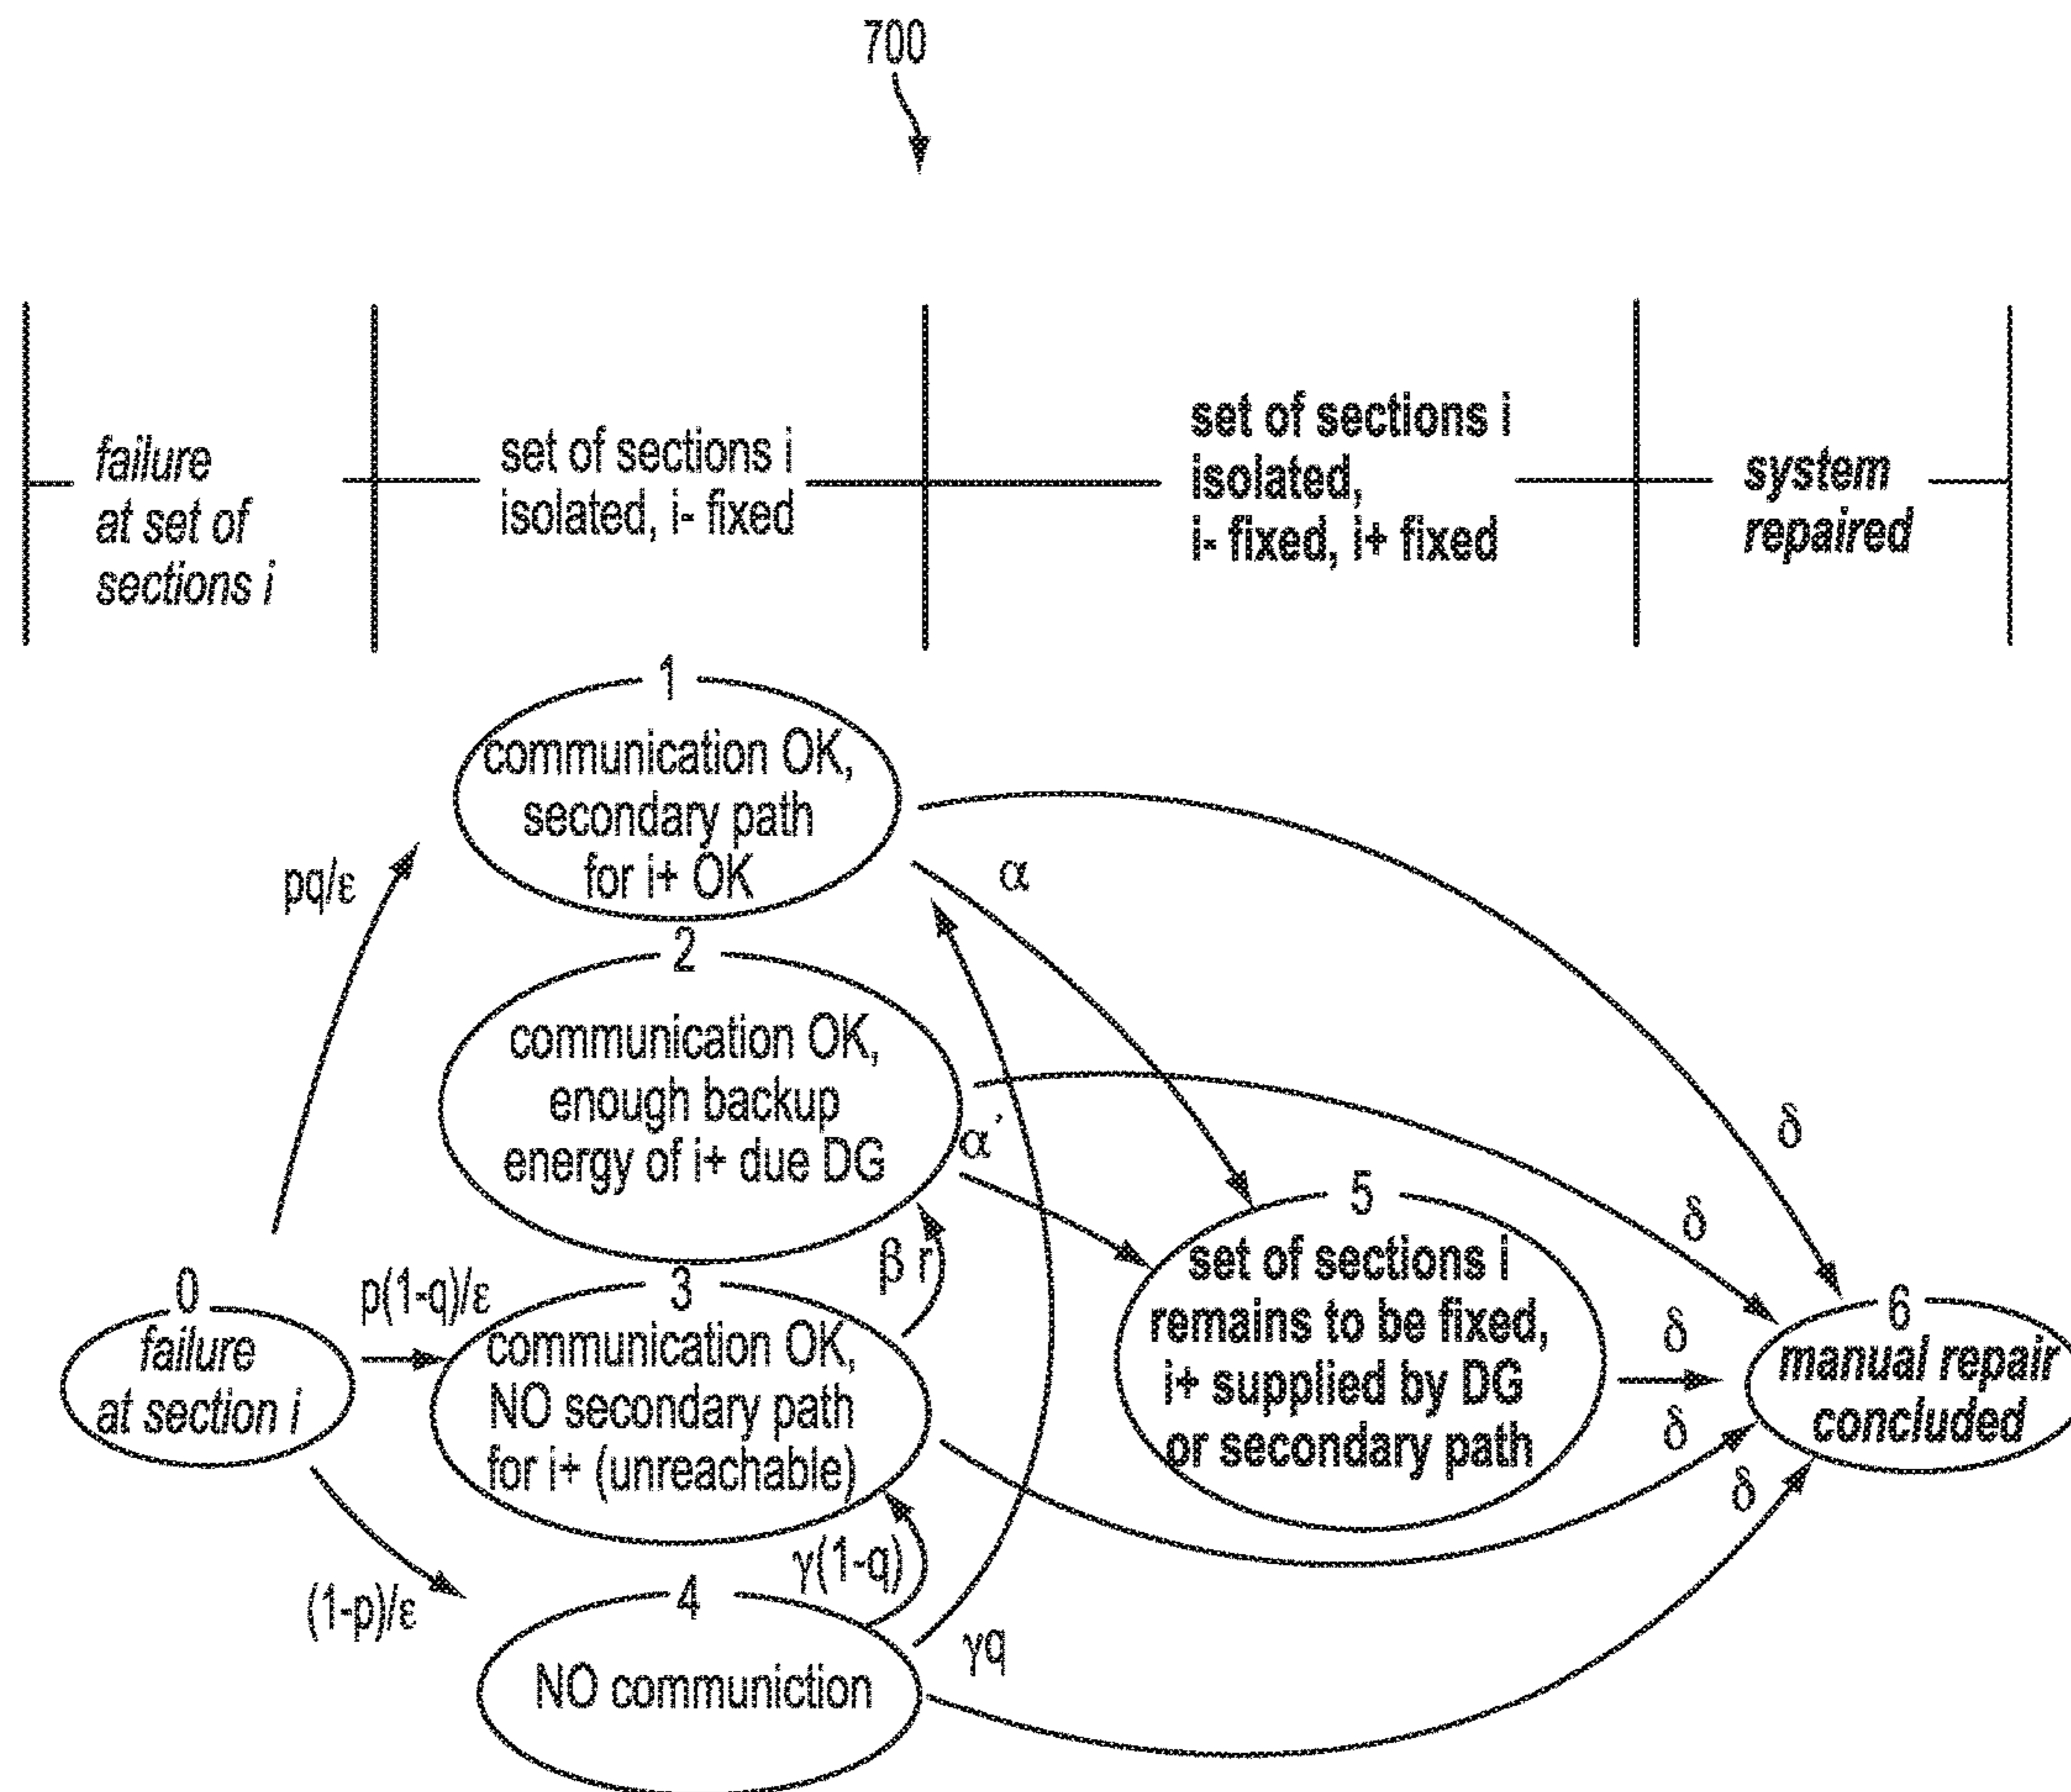 700
failure
at set of
sections i
set of sections i
isolated, i- fixed
set of sections i
isolated,
i- fixed, i+ fixed
system
repaired
1
communication OK,
secondary path
for i+ OK
pq/ε
α
δ
2
communication OK,
enough backup
energy of i+ due DG
α'
δ
β r
0
failure
at section i
p(1-q)/ε
3
communication OK,
NO secondary path
for i+ (unreachable)
5
set of sections i
remains to be fixed,
i+ supplied by DG
or secondary path
δ
δ
6
manual repair
concluded
(1-p)/ε
γ(1-q)
γq
δ
4
NO communiction